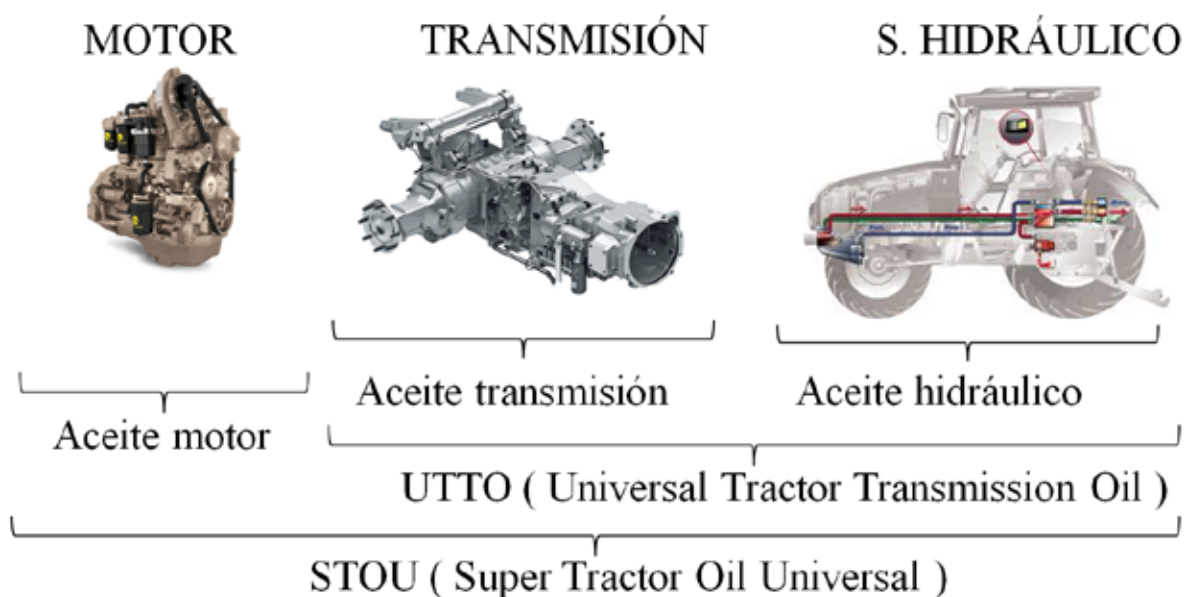 MOTOR
TRANSMISIÓN
S. HIDRÁULICO
Aceite transmisión
Aceite hidráulico
Aceite motor
UTTO ( Universal Tractor Transmission Oil )
STOU ( Super Tractor Oil Universal )